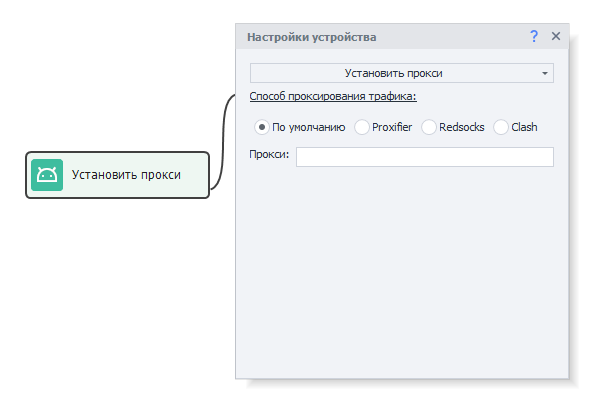 Настройки устройства ? ×
Установить прокси
Способ проксирования трафика:
По умолчанию Proxifier Redsocks Clash
Прокси:
Установить прокси